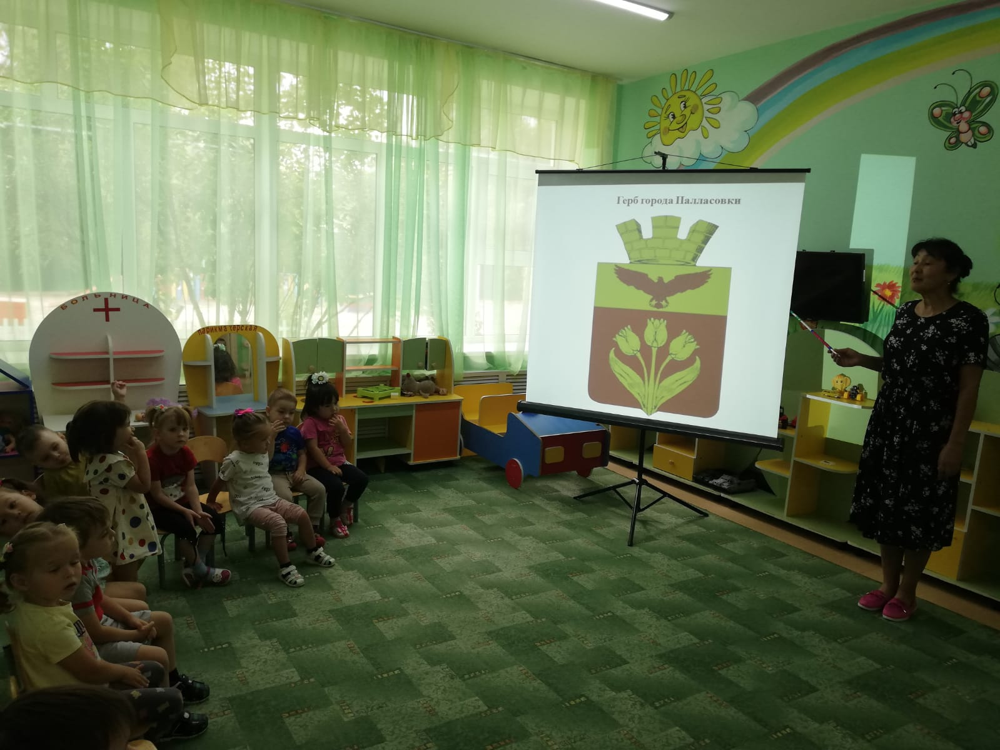 Герб города Палласовки
БОЛЬНИЦА
парикмахерская